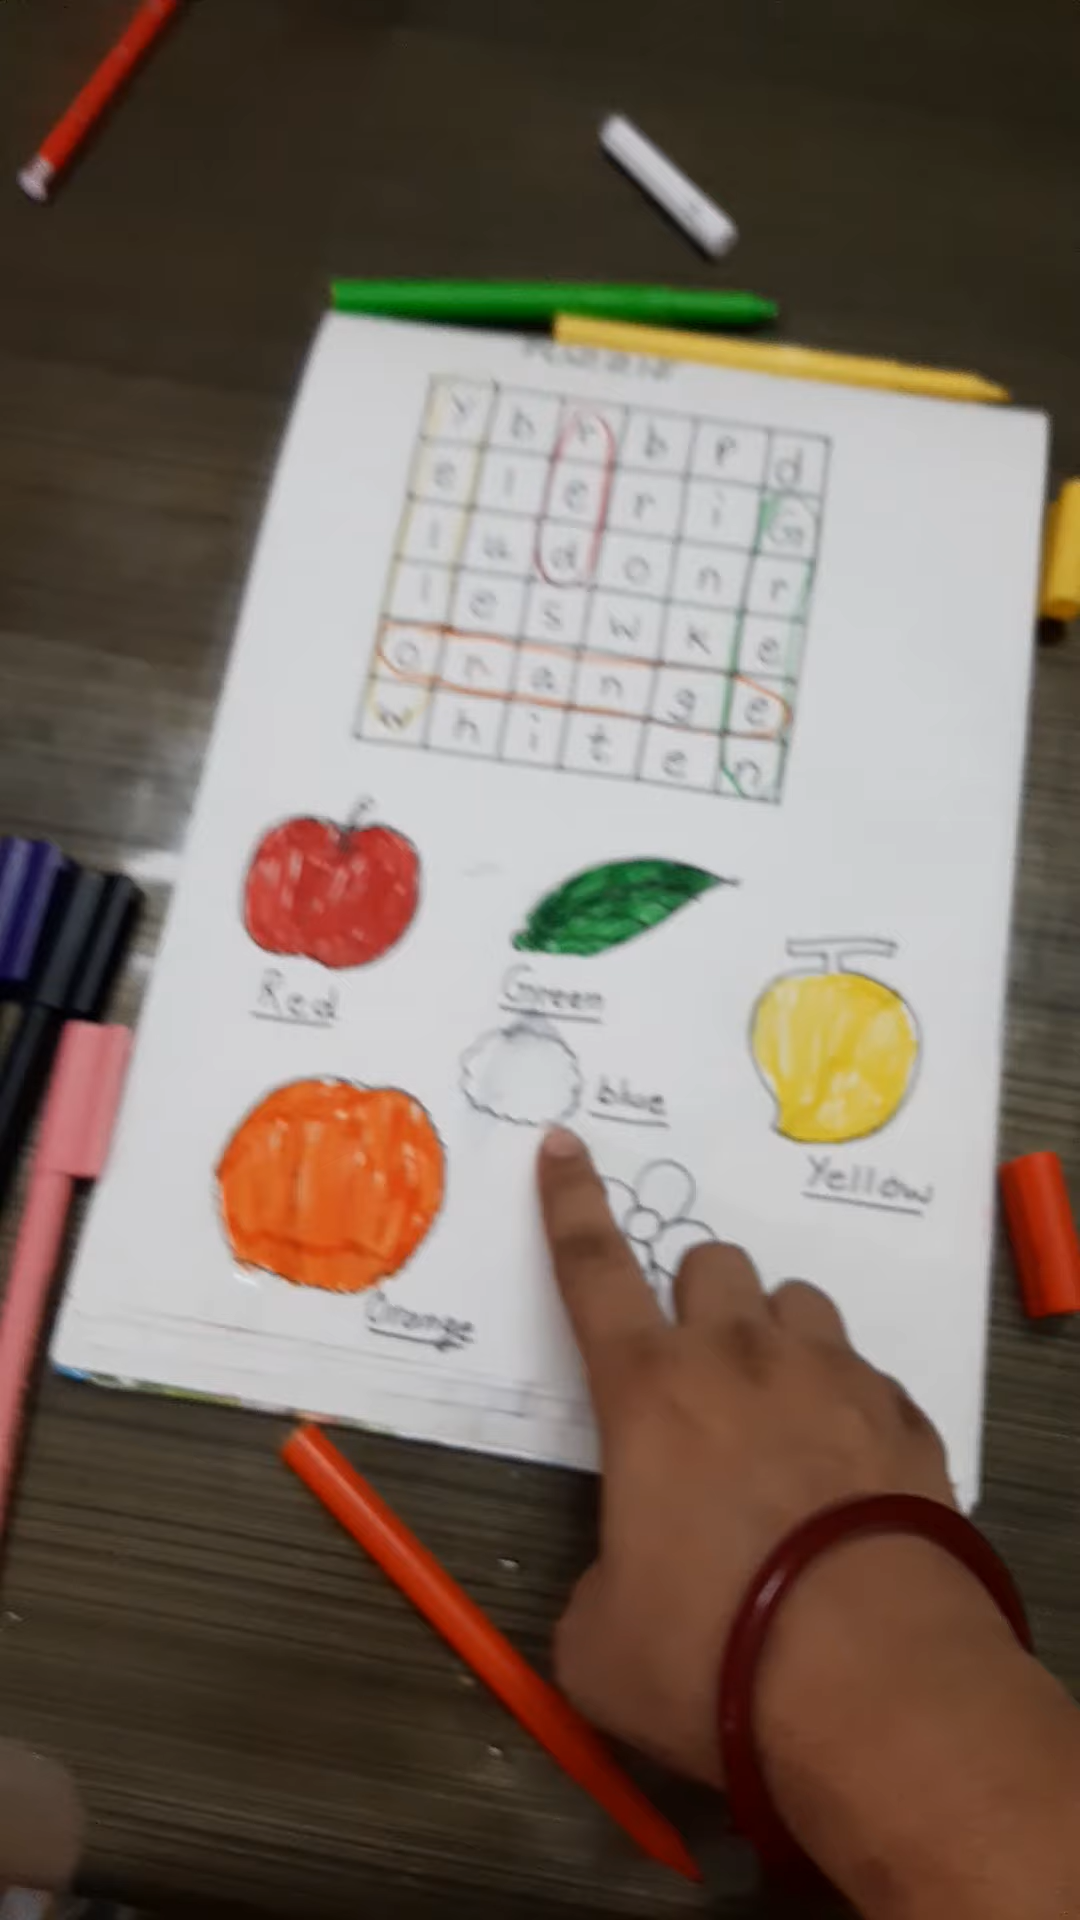 Y b r b P d
e l e r i G
l u d o n r
l e s w k e
o r a n g e
w h i t e n
Red
Green
blue
Yellow
Orange